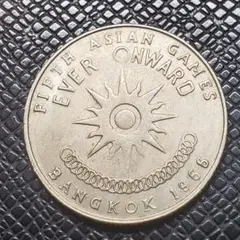 FIFTH ASIAN GAMES
EVER ONWARD
BANGKOK 1966